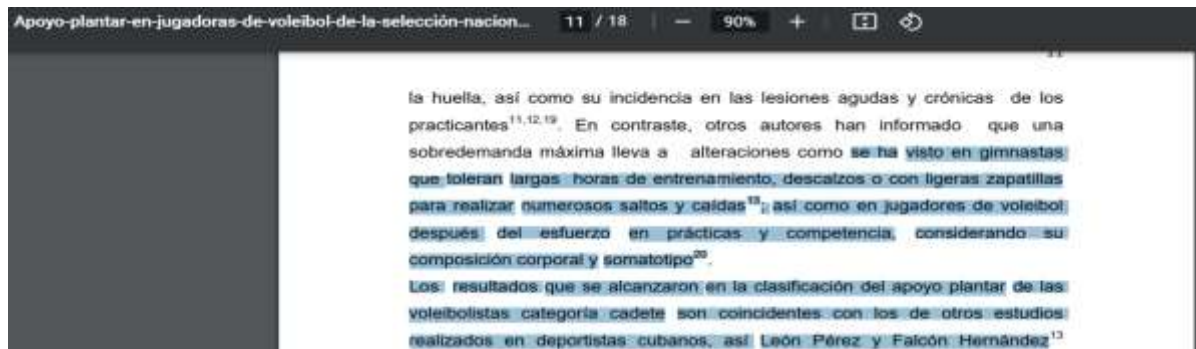 Apoyo-plantar-en-jugadoras-de-voleibol-de-la-selección-nacion... 11 / 18 — 90% +
la huella, así como su incidencia en las lesiones agudas y crónicas de los
practicantes11,12,19. En contraste, otros autores han informado que una
sobredemanda máxima lleva a alteraciones como se ha visto en gimnastas
que toleran largas horas de entrenamiento, descalzos o con ligeras zapatillas
para realizar numerosos saltos y caídas18; así como en jugadores de voleibol
después del esfuerzo en prácticas y competencia, considerando su
composición corporal y somatotipo20.
Los resultados que se alcanzaron en la clasificación del apoyo plantar de las
voleibolistas categoría cadete son coincidentes con los de otros estudios
realizados en deportistas cubanos, así León Pérez y Falcón Hernández13